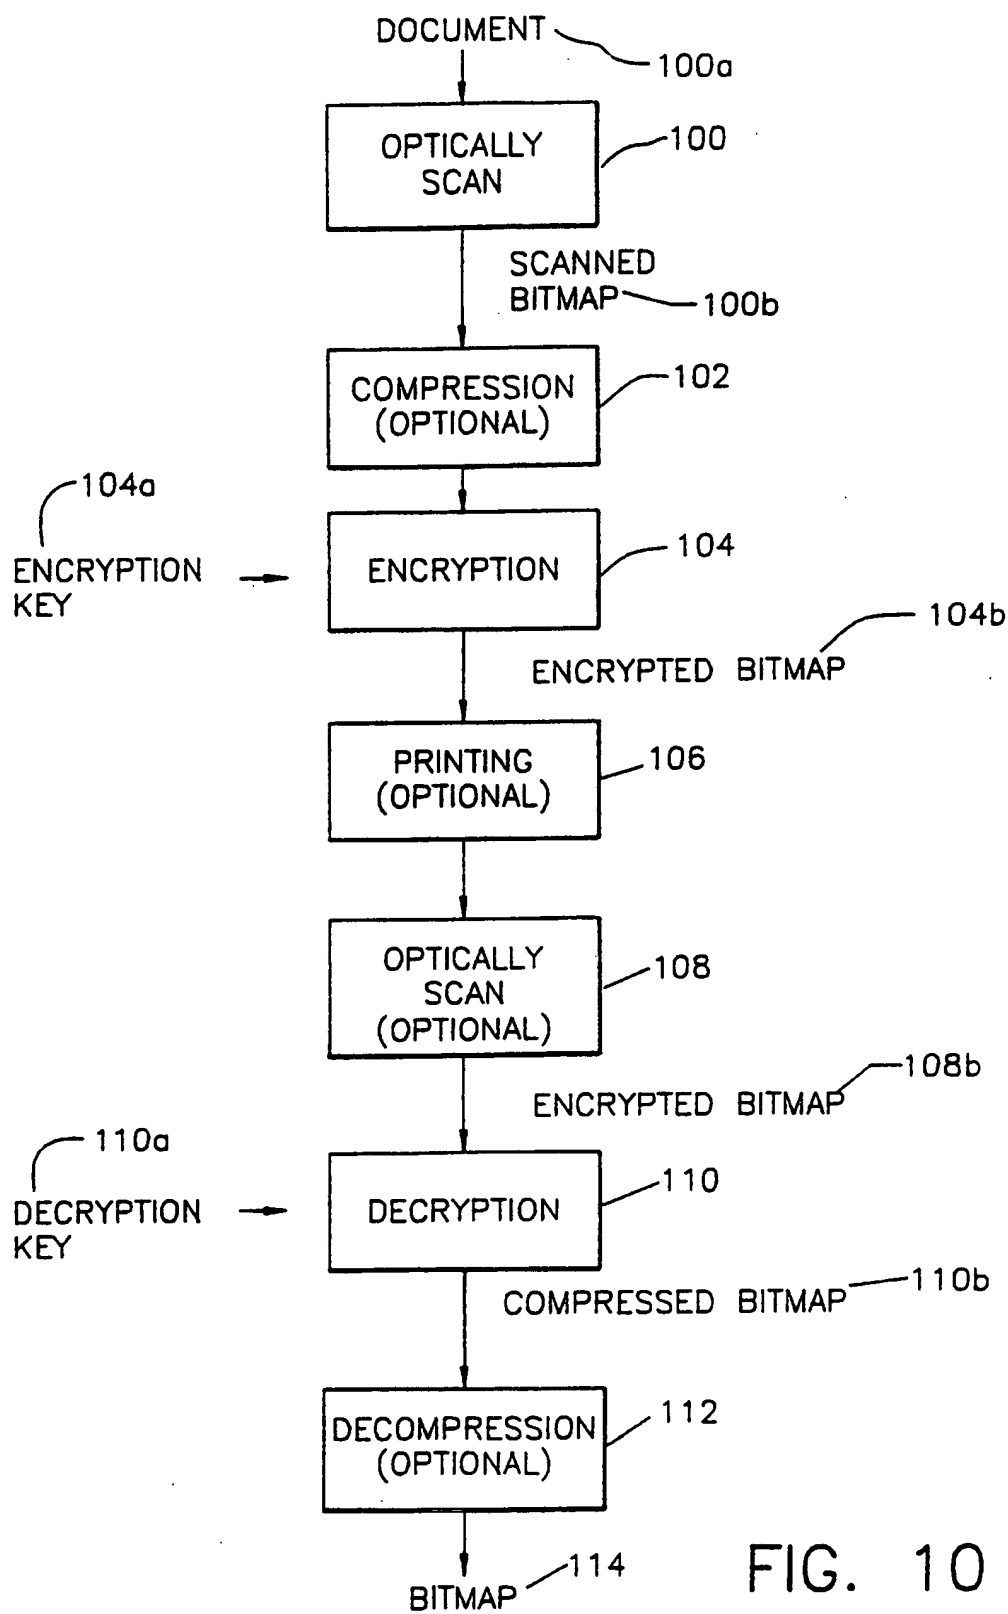 DOCUMENT
100a
OPTICALLY
SCAN
100
SCANNED
BITMAP
100b
COMPRESSION
(OPTIONAL)
102
104a
ENCRYPTION
KEY
ENCRYPTION
104
104b
ENCRYPTED BITMAP
PRINTING
(OPTIONAL)
106
OPTICALLY
SCAN
(OPTIONAL)
108
108b
ENCRYPTED BITMAP
110a
DECRYPTION
KEY
DECRYPTION
110
110b
COMPRESSED BITMAP
DECOMPRESSION
(OPTIONAL)
112
BITMAP
114
FIG. 10